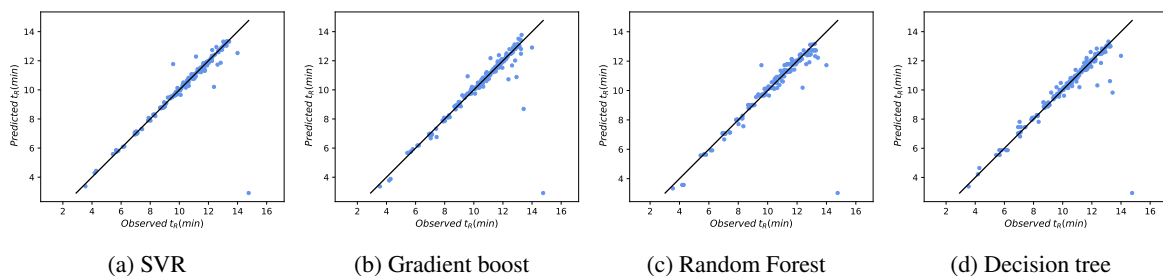 Predicted t_R(min)
14
12
10
8
6
4
2 4 6 8 10 12 14 16
Observed t_R(min)
(a) SVR
Predicted t_R(min)
14
12
10
8
6
4
2 4 6 8 10 12 14 16
Observed t_R(min)
(b) Gradient boost
Predicted t_R(min)
14
12
10
8
6
4
2 4 6 8 10 12 14 16
Observed t_R(min)
(c) Random Forest
Predicted t_R(min)
14
12
10
8
6
4
2 4 6 8 10 12 14 16
Observed t_R(min)
(d) Decision tree